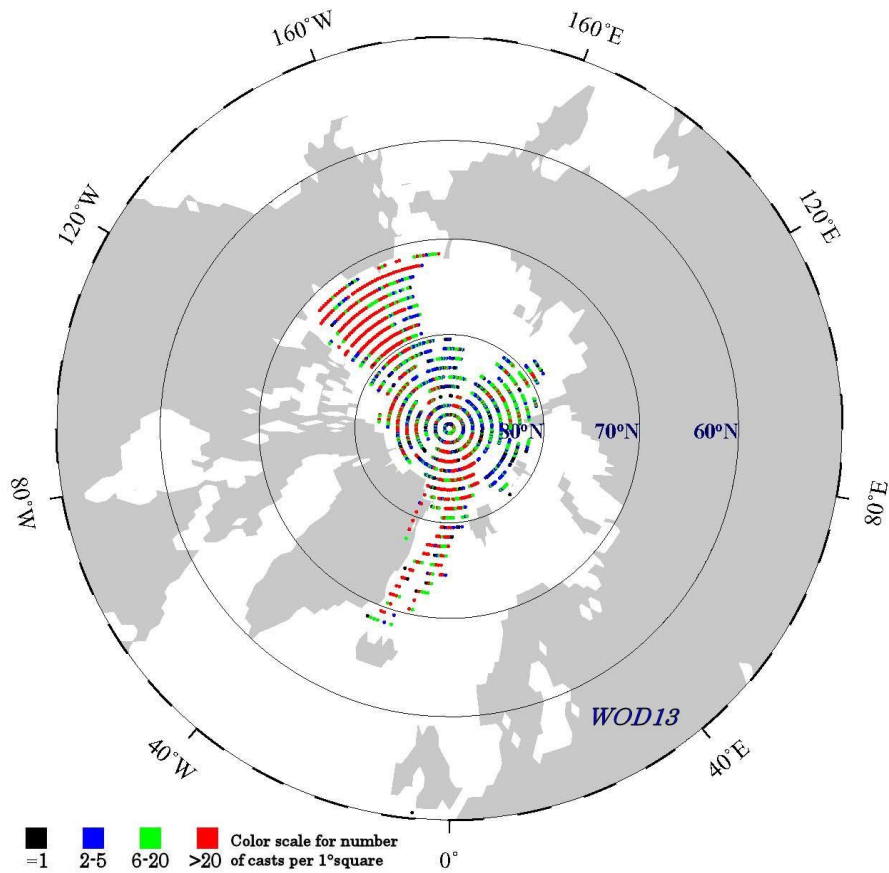 160°W
160°E
120°W
120°E
80°N
70°N
60°N
80°W
80°E
WOD13
40°W
40°E
=1
2-5
6-20
>20
Color scale for number
of casts per 1°square
0°